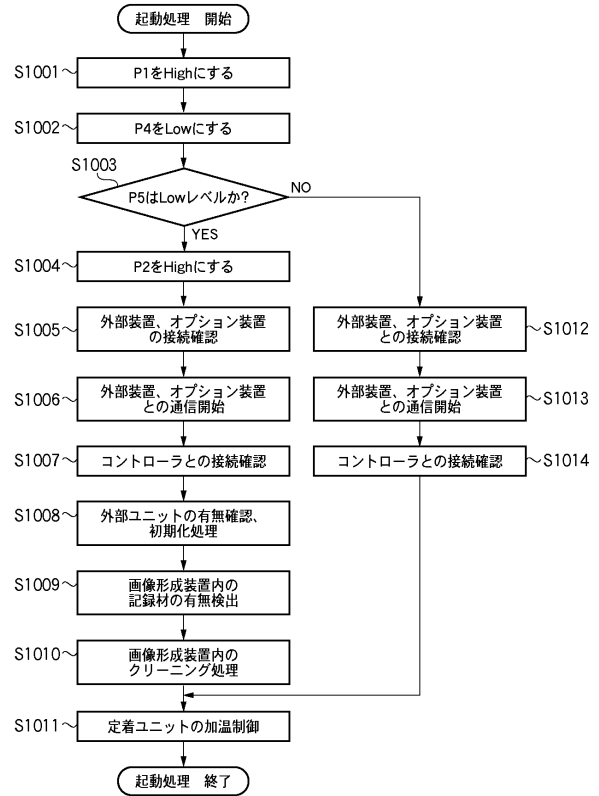 起動処理　開始
S1001
P1をHighにする
S1002
P4をLowにする
S1003
P5はLowレベルか?
NO
YES
S1004
P2をHighにする
S1005
外部装置、オプション装置
の接続確認
S1012
外部装置、オプション装置
との接続確認
S1006
外部装置、オプション装置
との通信開始
S1013
外部装置、オプション装置
との通信開始
S1007
コントローラとの接続確認
S1014
コントローラとの接続確認
S1008
外部ユニットの有無確認、
初期化処理
S1009
画像形成装置内の
記録材の有無検出
S1010
画像形成装置内の
クリーニング処理
S1011
定着ユニットの加温制御
起動処理　終了